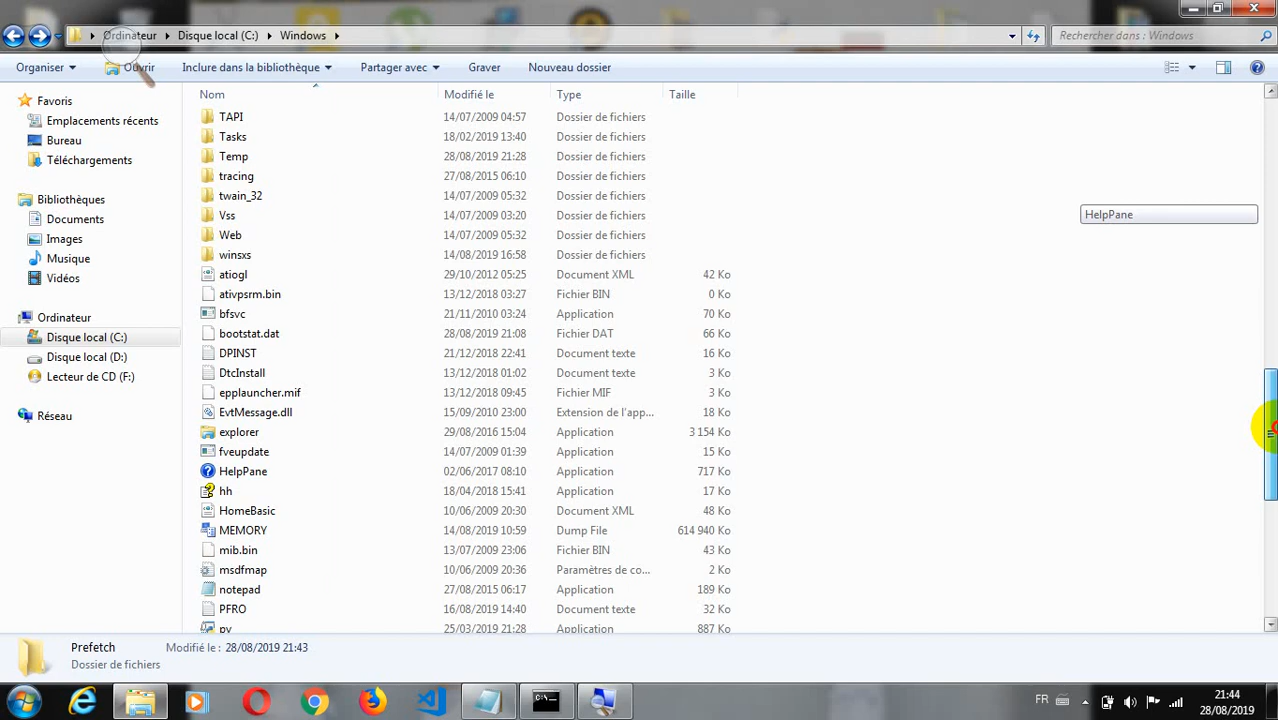 Ordinateur Disque local (C:) Windows Rechercher dans : Windows
Organiser Ouvrir Inclure dans la bibliothèque Partager avec Graver Nouveau dossier
Favoris
Emplacements récents
Bureau
Téléchargements
Bibliothèques
Documents
Images
Musique
Vidéos
Ordinateur
Disque local (C:)
Disque local (D:)
Lecteur de CD (F:)
Réseau
Nom Modifié le Type Taille
TAPI 14/07/2009 04:57 Dossier de fichiers
Tasks 18/02/2019 13:40 Dossier de fichiers
Temp 28/08/2019 21:28 Dossier de fichiers
tracing 27/08/2015 06:10 Dossier de fichiers
twain_32 14/07/2009 05:32 Dossier de fichiers
Vss 14/07/2009 03:20 Dossier de fichiers
Web 14/07/2009 05:32 Dossier de fichiers
winsxs 14/08/2019 16:58 Dossier de fichiers
atiogl 29/10/2012 05:25 Document XML 42 Ko
ativpsrm.bin 13/12/2018 03:27 Fichier BIN 0 Ko
bfsvc 21/11/2010 03:24 Application 70 Ko
bootstat.dat 28/08/2019 21:08 Fichier DAT 66 Ko
DPINST 21/12/2018 22:41 Document texte 16 Ko
DtcInstall 13/12/2018 01:02 Document texte 3 Ko
epplauncher.mif 13/12/2018 09:45 Fichier MIF 3 Ko
EvtMessage.dll 15/09/2010 23:00 Extension de l'app... 18 Ko
explorer 29/08/2016 15:04 Application 3 154 Ko
fveupdate 14/07/2009 01:39 Application 15 Ko
HelpPane 02/06/2017 08:10 Application 717 Ko
hh 18/04/2018 15:41 Application 17 Ko
HomeBasic 10/06/2009 20:30 Document XML 48 Ko
MEMORY 14/08/2019 10:59 Dump File 614 940 Ko
mib.bin 13/07/2009 23:06 Fichier BIN 43 Ko
msdfmap 10/06/2009 20:36 Paramètres de co... 2 Ko
notepad 27/08/2015 06:17 Application 189 Ko
PFRO 16/08/2019 14:40 Document texte 32 Ko
py 25/03/2019 21:28 Application 887 Ko
HelpPane
Prefetch Modifié le : 28/08/2019 21:43
Dossier de fichiers
FR 21:44
28/08/2019